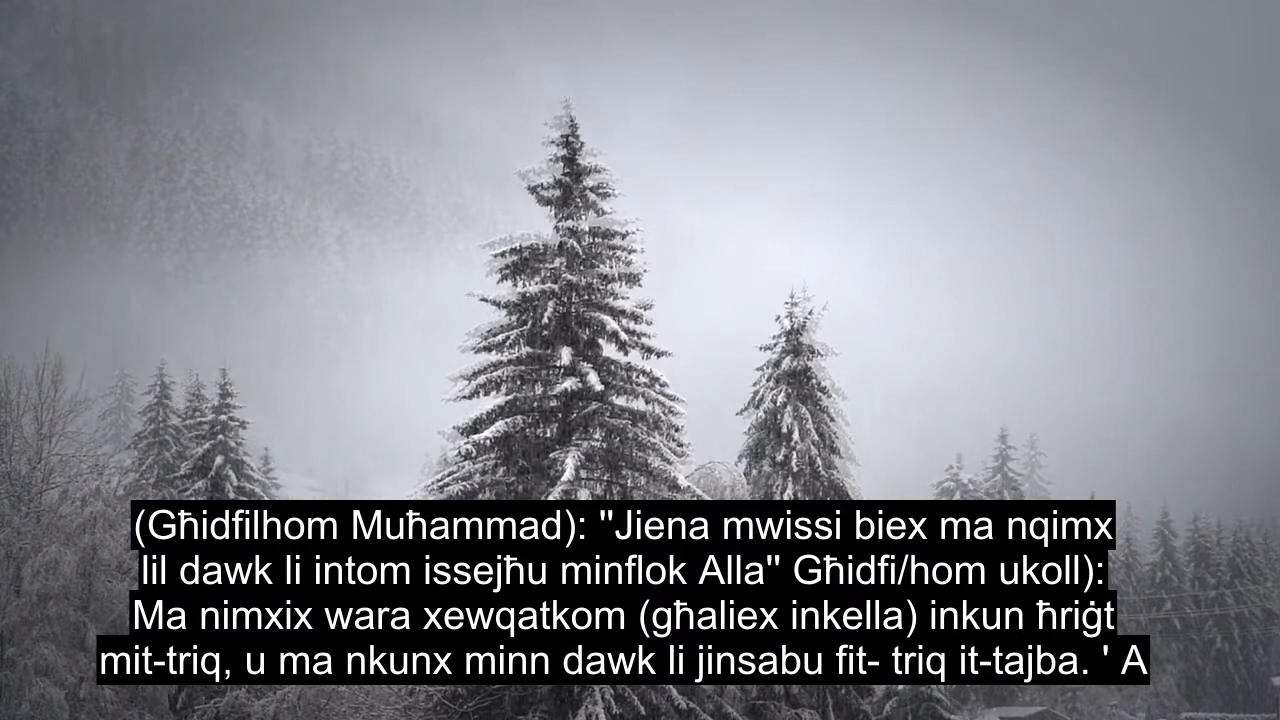 (Għidfilhom Muħammad): "Jiena mwissi biex ma nqimx
lil dawk li intom issejħu minflok Alla" Għidfi/hom ukoll):
Ma nimxix wara xewqatkom (għaliex inkella) inkun ħriġt
mit-triq, u ma nkunx minn dawk li jinsabu fit- triq it-tajba. ' A